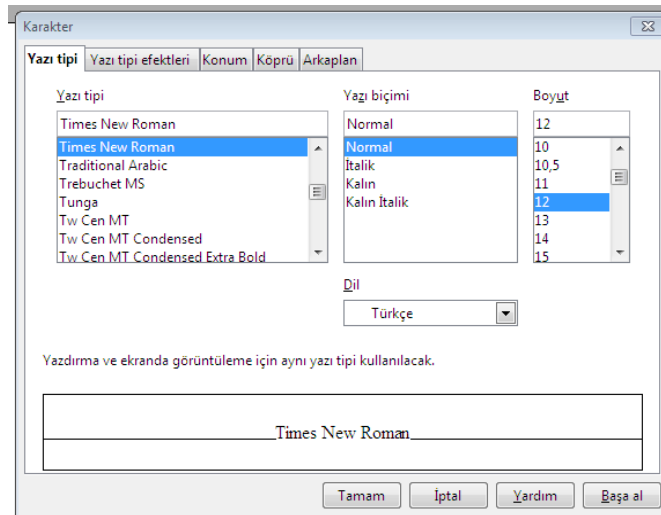 Karakter
Yazı tipi Yazı tipi efektleri Konum Köprü Arkaplan
Yazı tipi Yazı biçimi Boyut
Times New Roman Normal 12
Times New Roman Normal 10
Traditional Arabic İtalik 10,5
Trebuchet MS Kalın 11
Tunga Kalın İtalik 12
Tw Cen MT 13
Tw Cen MT Condensed 14
Tw Cen MT Condensed Extra Bold 15
Dil
Türkçe
Yazdırma ve ekranda görüntüleme için aynı yazı tipi kullanılacak.
Times New Roman
Tamam İptal Yardım Başa al